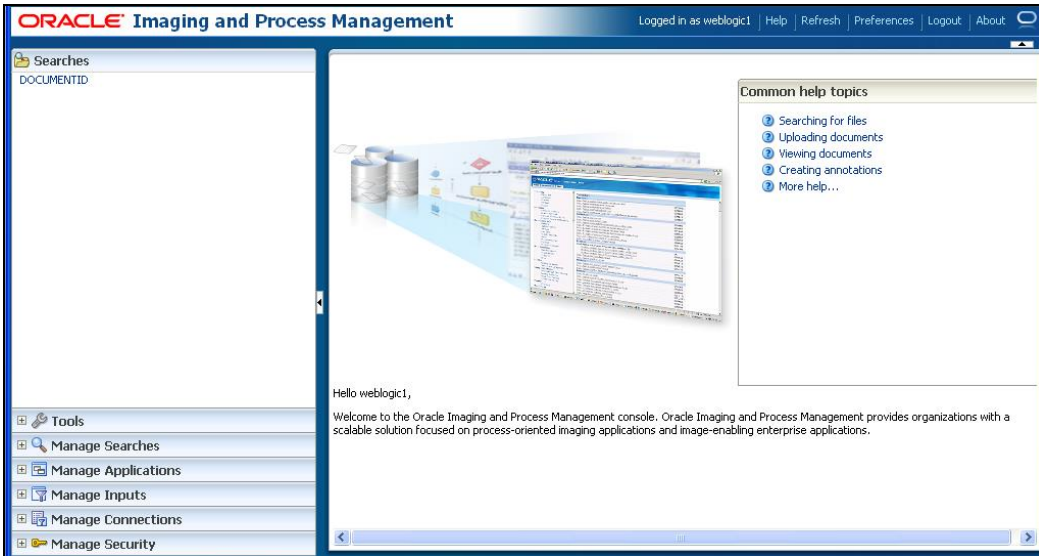 ORACLE Imaging and Process Management
Logged in as weblogic1 | Help | Refresh | Preferences | Logout | About
Searches
DOCUMENTID
Common help topics
Searching for files
Uploading documents
Viewing documents
Creating annotations
More help...
Hello weblogic1,
Welcome to the Oracle Imaging and Process Management console. Oracle Imaging and Process Management provides organizations with a
scalable solution focused on process-oriented imaging applications and image-enabling enterprise applications.
Tools
Manage Searches
Manage Applications
Manage Inputs
Manage Connections
Manage Security